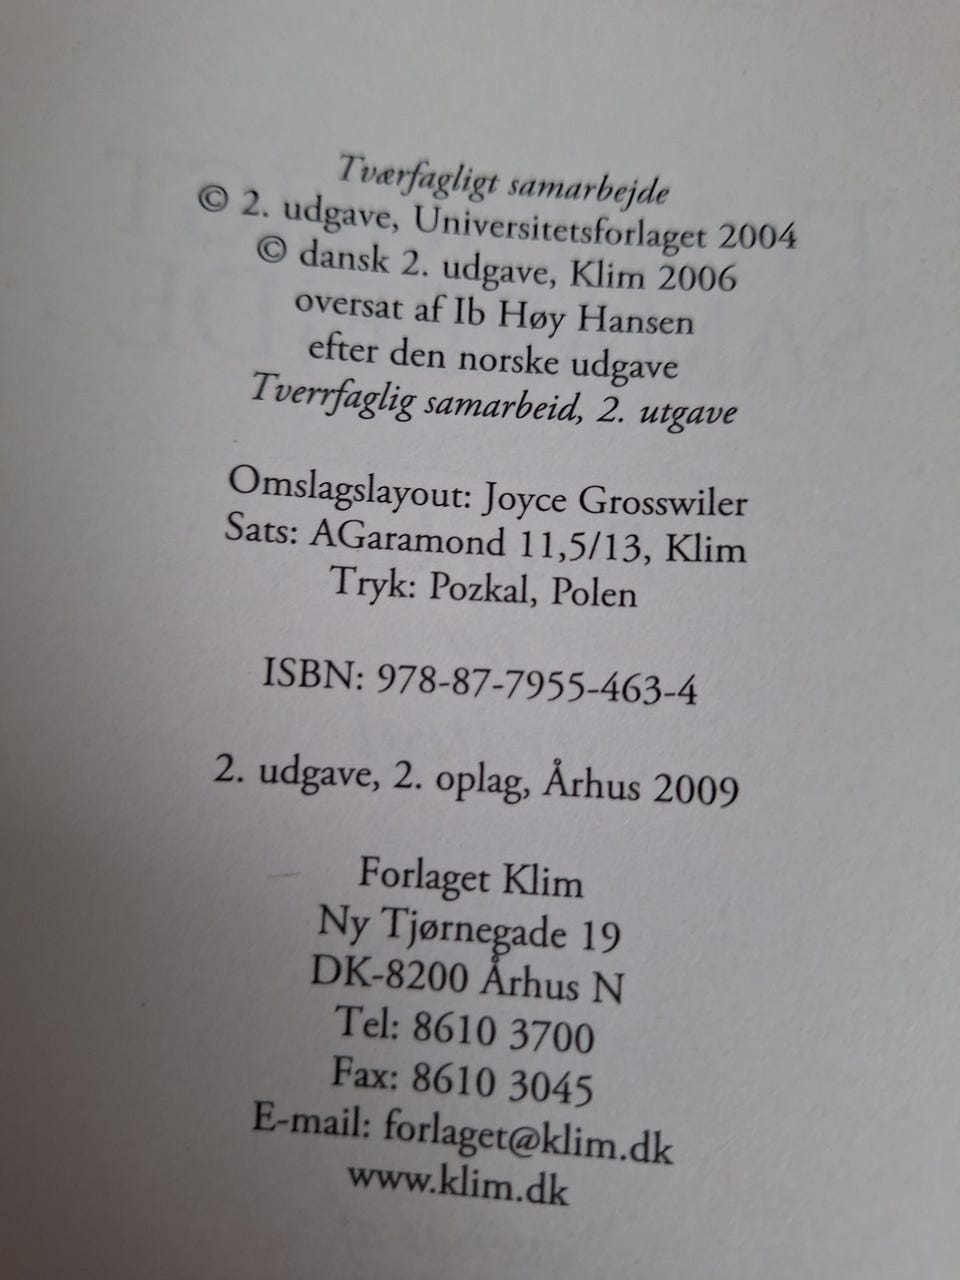 Tværfagligt samarbejde
© 2. udgave, Universitetsforlaget 2004
© dansk 2. udgave, Klim 2006
oversat af Ib Høy Hansen
efter den norske udgave
Tverrfaglig samarbeid, 2. utgave
Omslagslayout: Joyce Grosswiler
Sats: AGaramond 11,5/13, Klim
Tryk: Pozkal, Polen
ISBN: 978-87-7955-463-4
2. udgave, 2. oplag, Århus 2009
Forlaget Klim
Ny Tjørnegade 19
DK-8200 Århus N
Tel: 8610 3700
Fax: 8610 3045
E-mail: forlaget@klim.dk
www.klim.dk